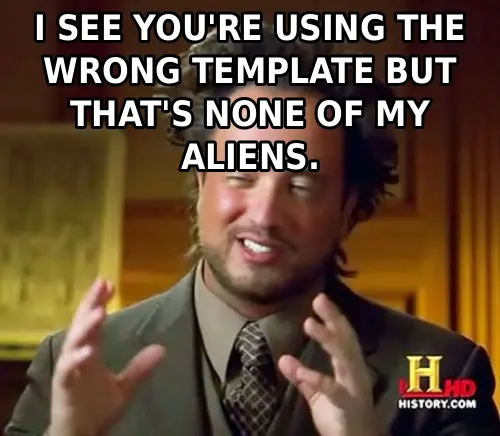 I SEE YOU'RE USING THE
WRONG TEMPLATE BUT
THAT'S NONE OF MY
ALIENS.
H HD
HISTORY.COM